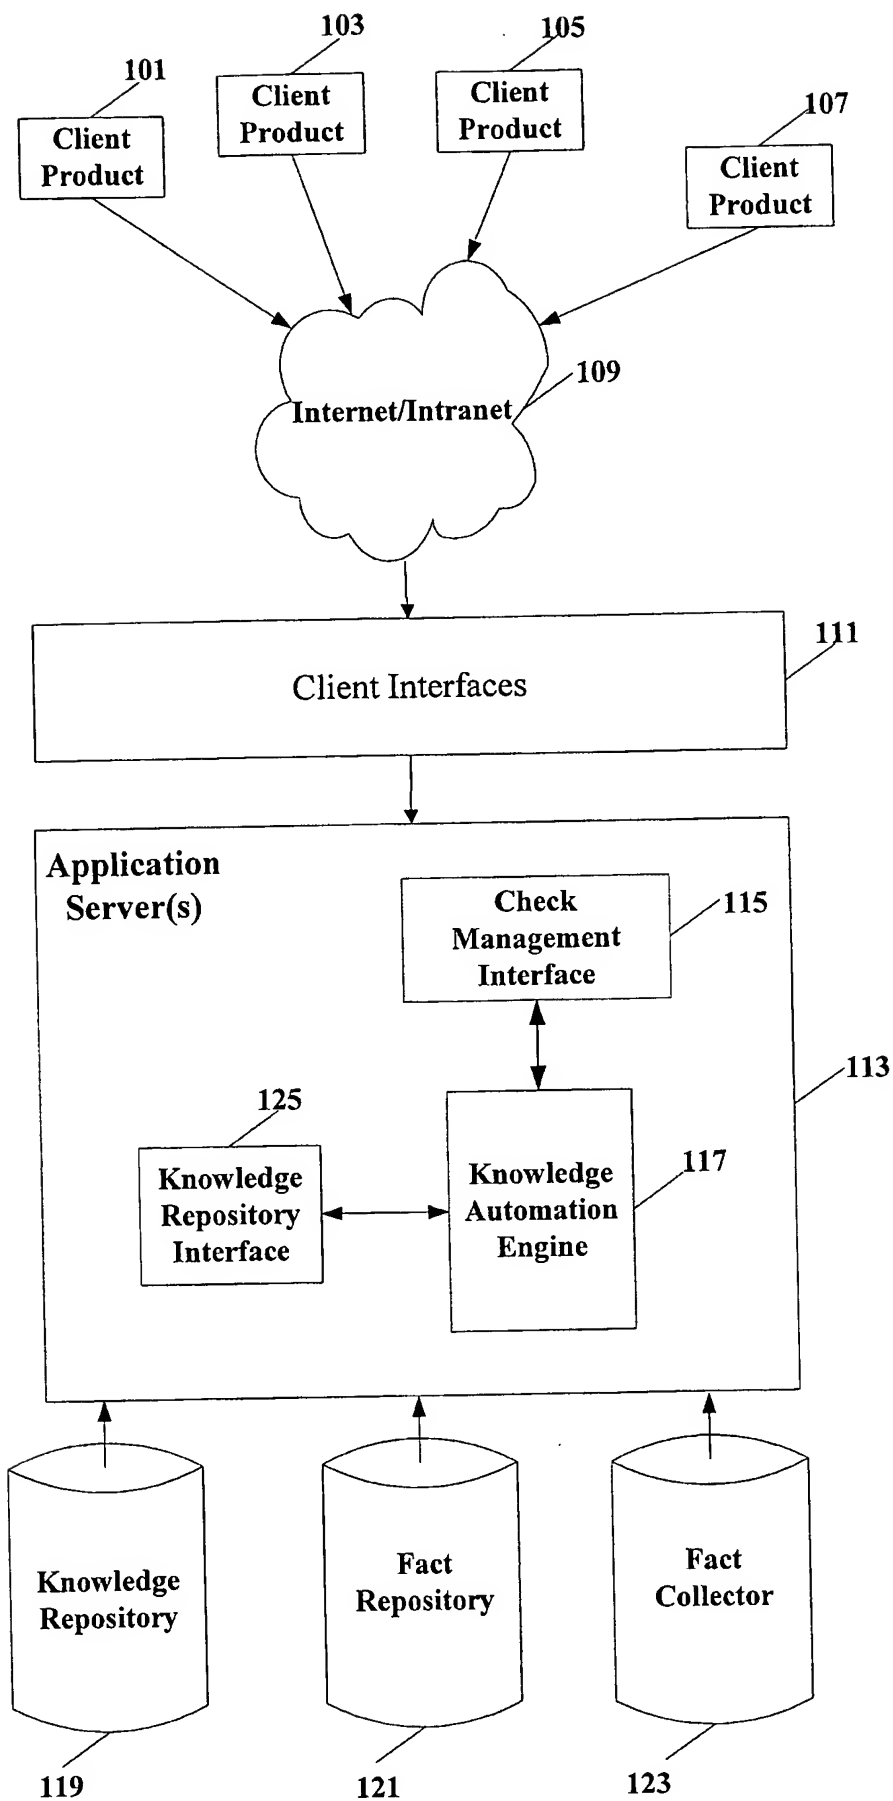 101
103
105
107
Client
Product
Client
Product
Client
Product
Client
Product
109
Internet/Intranet
111
Client Interfaces
Application
Server(s)
Check
Management
Interface
115
113
125
Knowledge
Repository
Interface
Knowledge
Automation
Engine
117
Knowledge
Repository
Fact
Repository
Fact
Collector
119
121
123